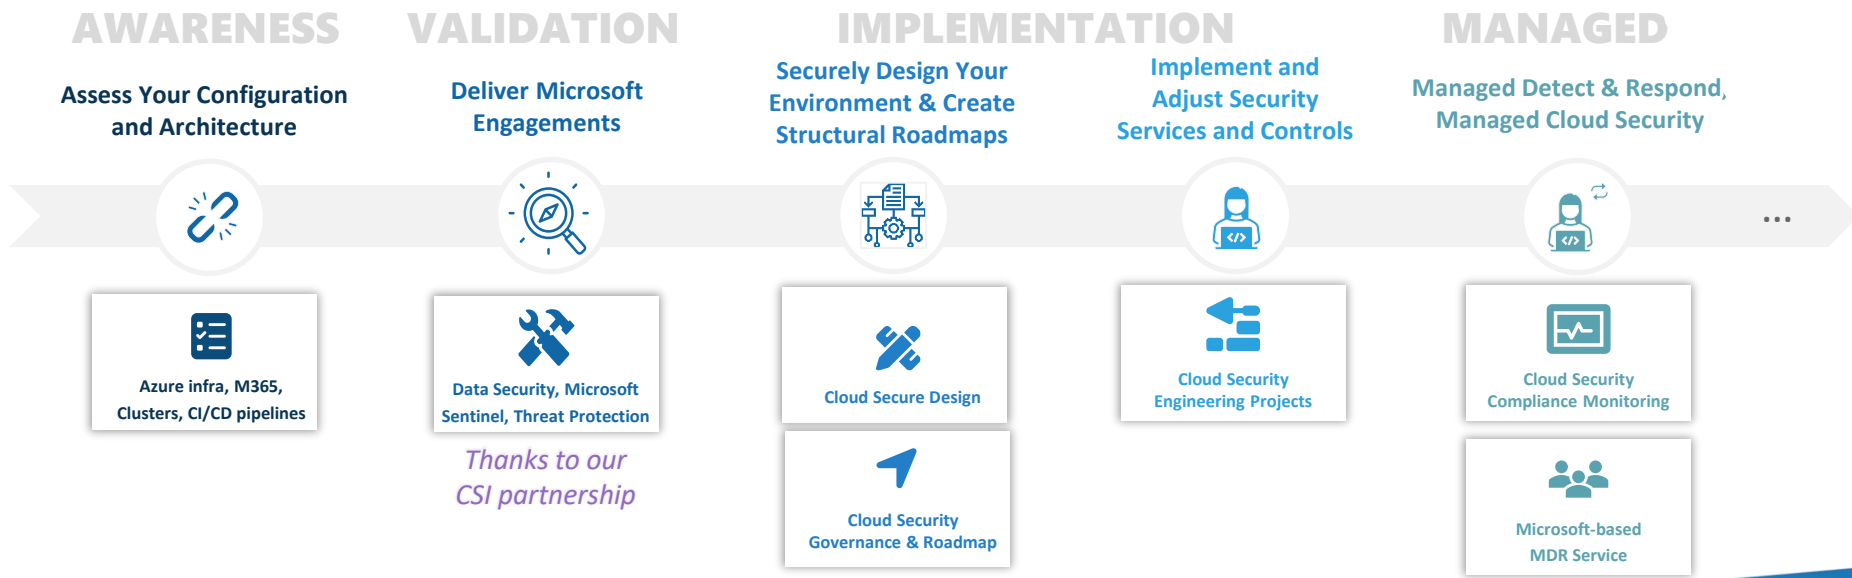 AWARENESS
VALIDATION
IMPLEMENTATION
MANAGED
Assess Your Configuration
and Architecture
Deliver Microsoft
Engagements
Securely Design Your
Environment & Create
Structural Roadmaps
Implement and
Adjust Security
Services and Controls
Managed Detect & Respond,
Managed Cloud Security
</>
</>
...
Azure infra, M365,
Clusters, CI/CD pipelines
Data Security, Microsoft
Sentinel, Threat Protection
Thanks to our
CSI partnership
Cloud Secure Design
Cloud Security
Governance & Roadmap
Cloud Security
Engineering Projects
Cloud Security
Compliance Monitoring
Microsoft-based
MDR Service